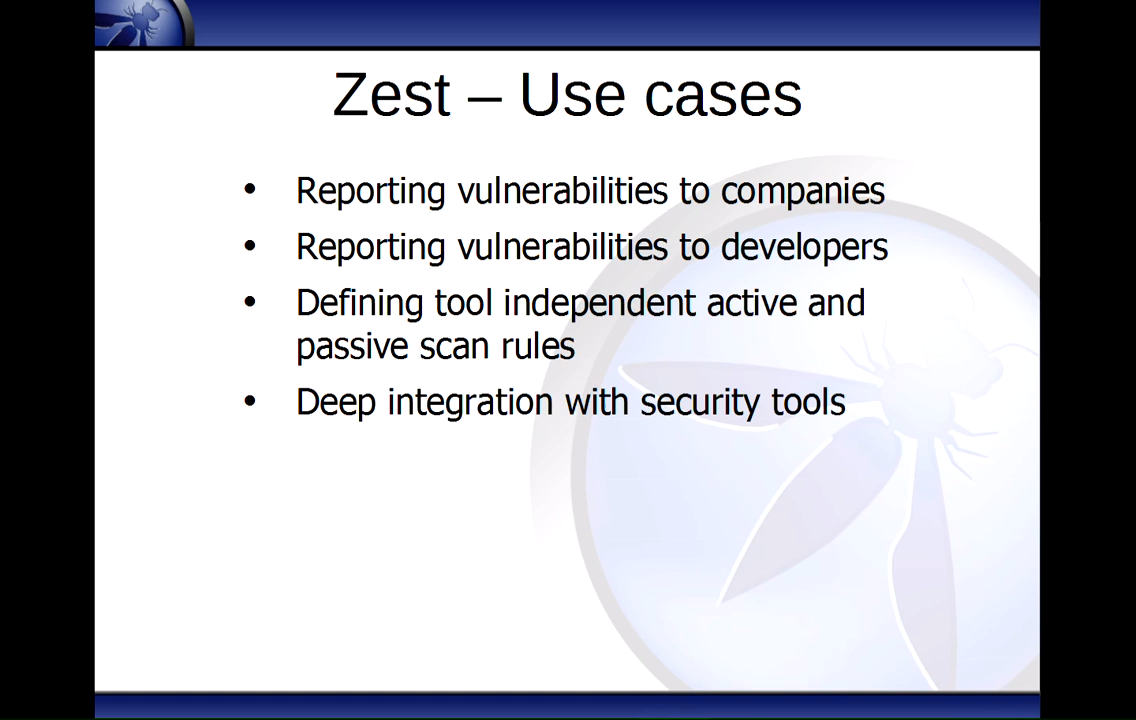 Zest – Use cases
• Reporting vulnerabilities to companies
• Reporting vulnerabilities to developers
• Defining tool independent active and
passive scan rules
• Deep integration with security tools